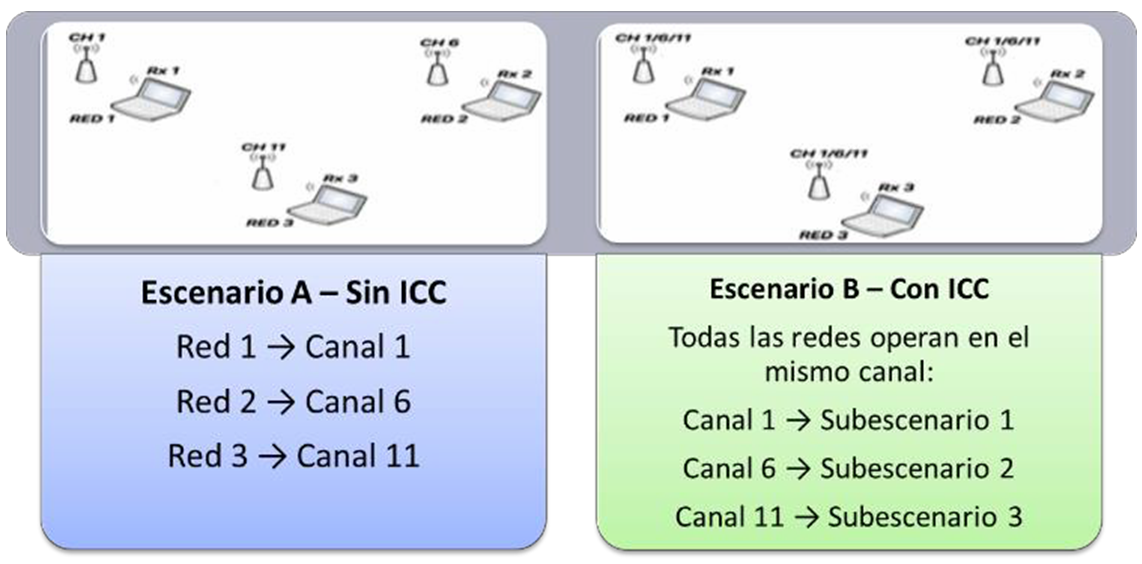 CH 1
Rx 1
RED 1
CH 6
Rx 2
RED 2
CH 11
Rx 3
RED 3
CH 1/6/11
Rx 1
RED 1
CH 1/6/11
Rx 2
RED 2
CH 1/6/11
Rx 3
RED 3
Escenario A – Sin ICC
Red 1 → Canal 1
Red 2 → Canal 6
Red 3 → Canal 11
Escenario B – Con ICC
Todas las redes operan en el
mismo canal:
Canal 1 → Subescenario 1
Canal 6 → Subescenario 2
Canal 11 → Subescenario 3